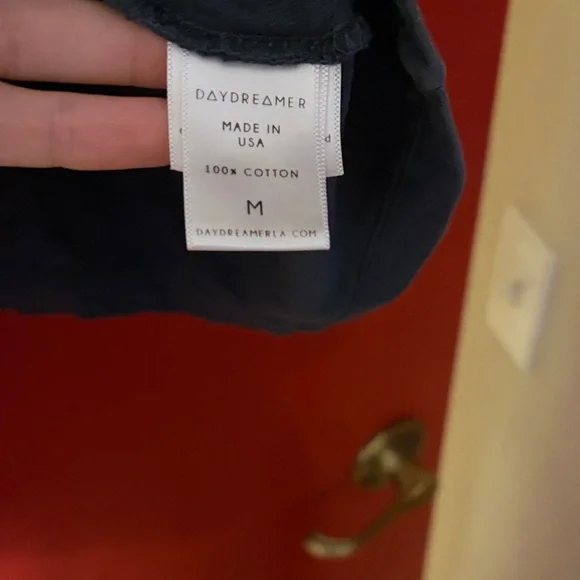 DAYDREAMER
MADE IN
USA
100% COTTON
M
DAYDREAMERLA.COM